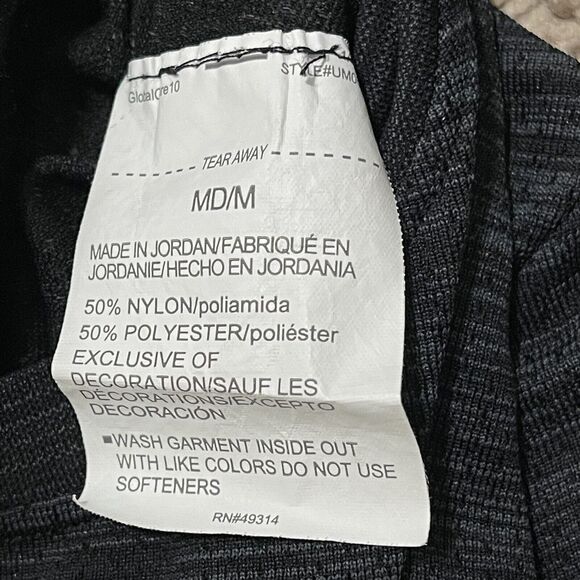 STYLE#UMC
TEAR AWAY
MD/M
MADE IN JORDAN/FABRIQUÉ EN
JORDANIE/HECHO EN JORDANIA
50% NYLON/poliamida
50% POLYESTER/poliéster
EXCLUSIVE OF
DECORATION/SAUF LES
DÉCORATIONS/EXCEPTO
DECORACIÓN
▪WASH GARMENT INSIDE OUT
WITH LIKE COLORS DO NOT USE
SOFTENERS
RN#49314